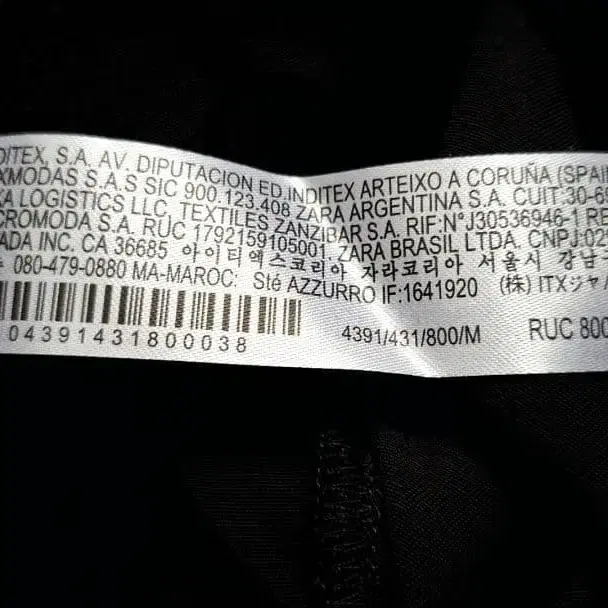 DITEX, S.A. AV. DIPUTACION ED.INDITEX ARTEIXO A CORUÑA (SPAIN
XMODAS S.A.S SIC 900.123.408 ZARA ARGENTINA S.A. CUIT:30-6
KA LOGISTICS LLC, TEXTILES ZANZIBAR S.A. RIF:N°J30536946-1 RE
CROMODA S.A. RUC 1792159105001. ZARA BRASIL LTDA. CNPJ:02
ADA INC. CA 36685 아이티엑스코리아 자라코리아 서울시 강남구
080-479-0880 MA-MAROC: Sté AZZURRO IF:1641920 (株) ITXジャパ
04391431800038 4391/431/800/M RUC 800